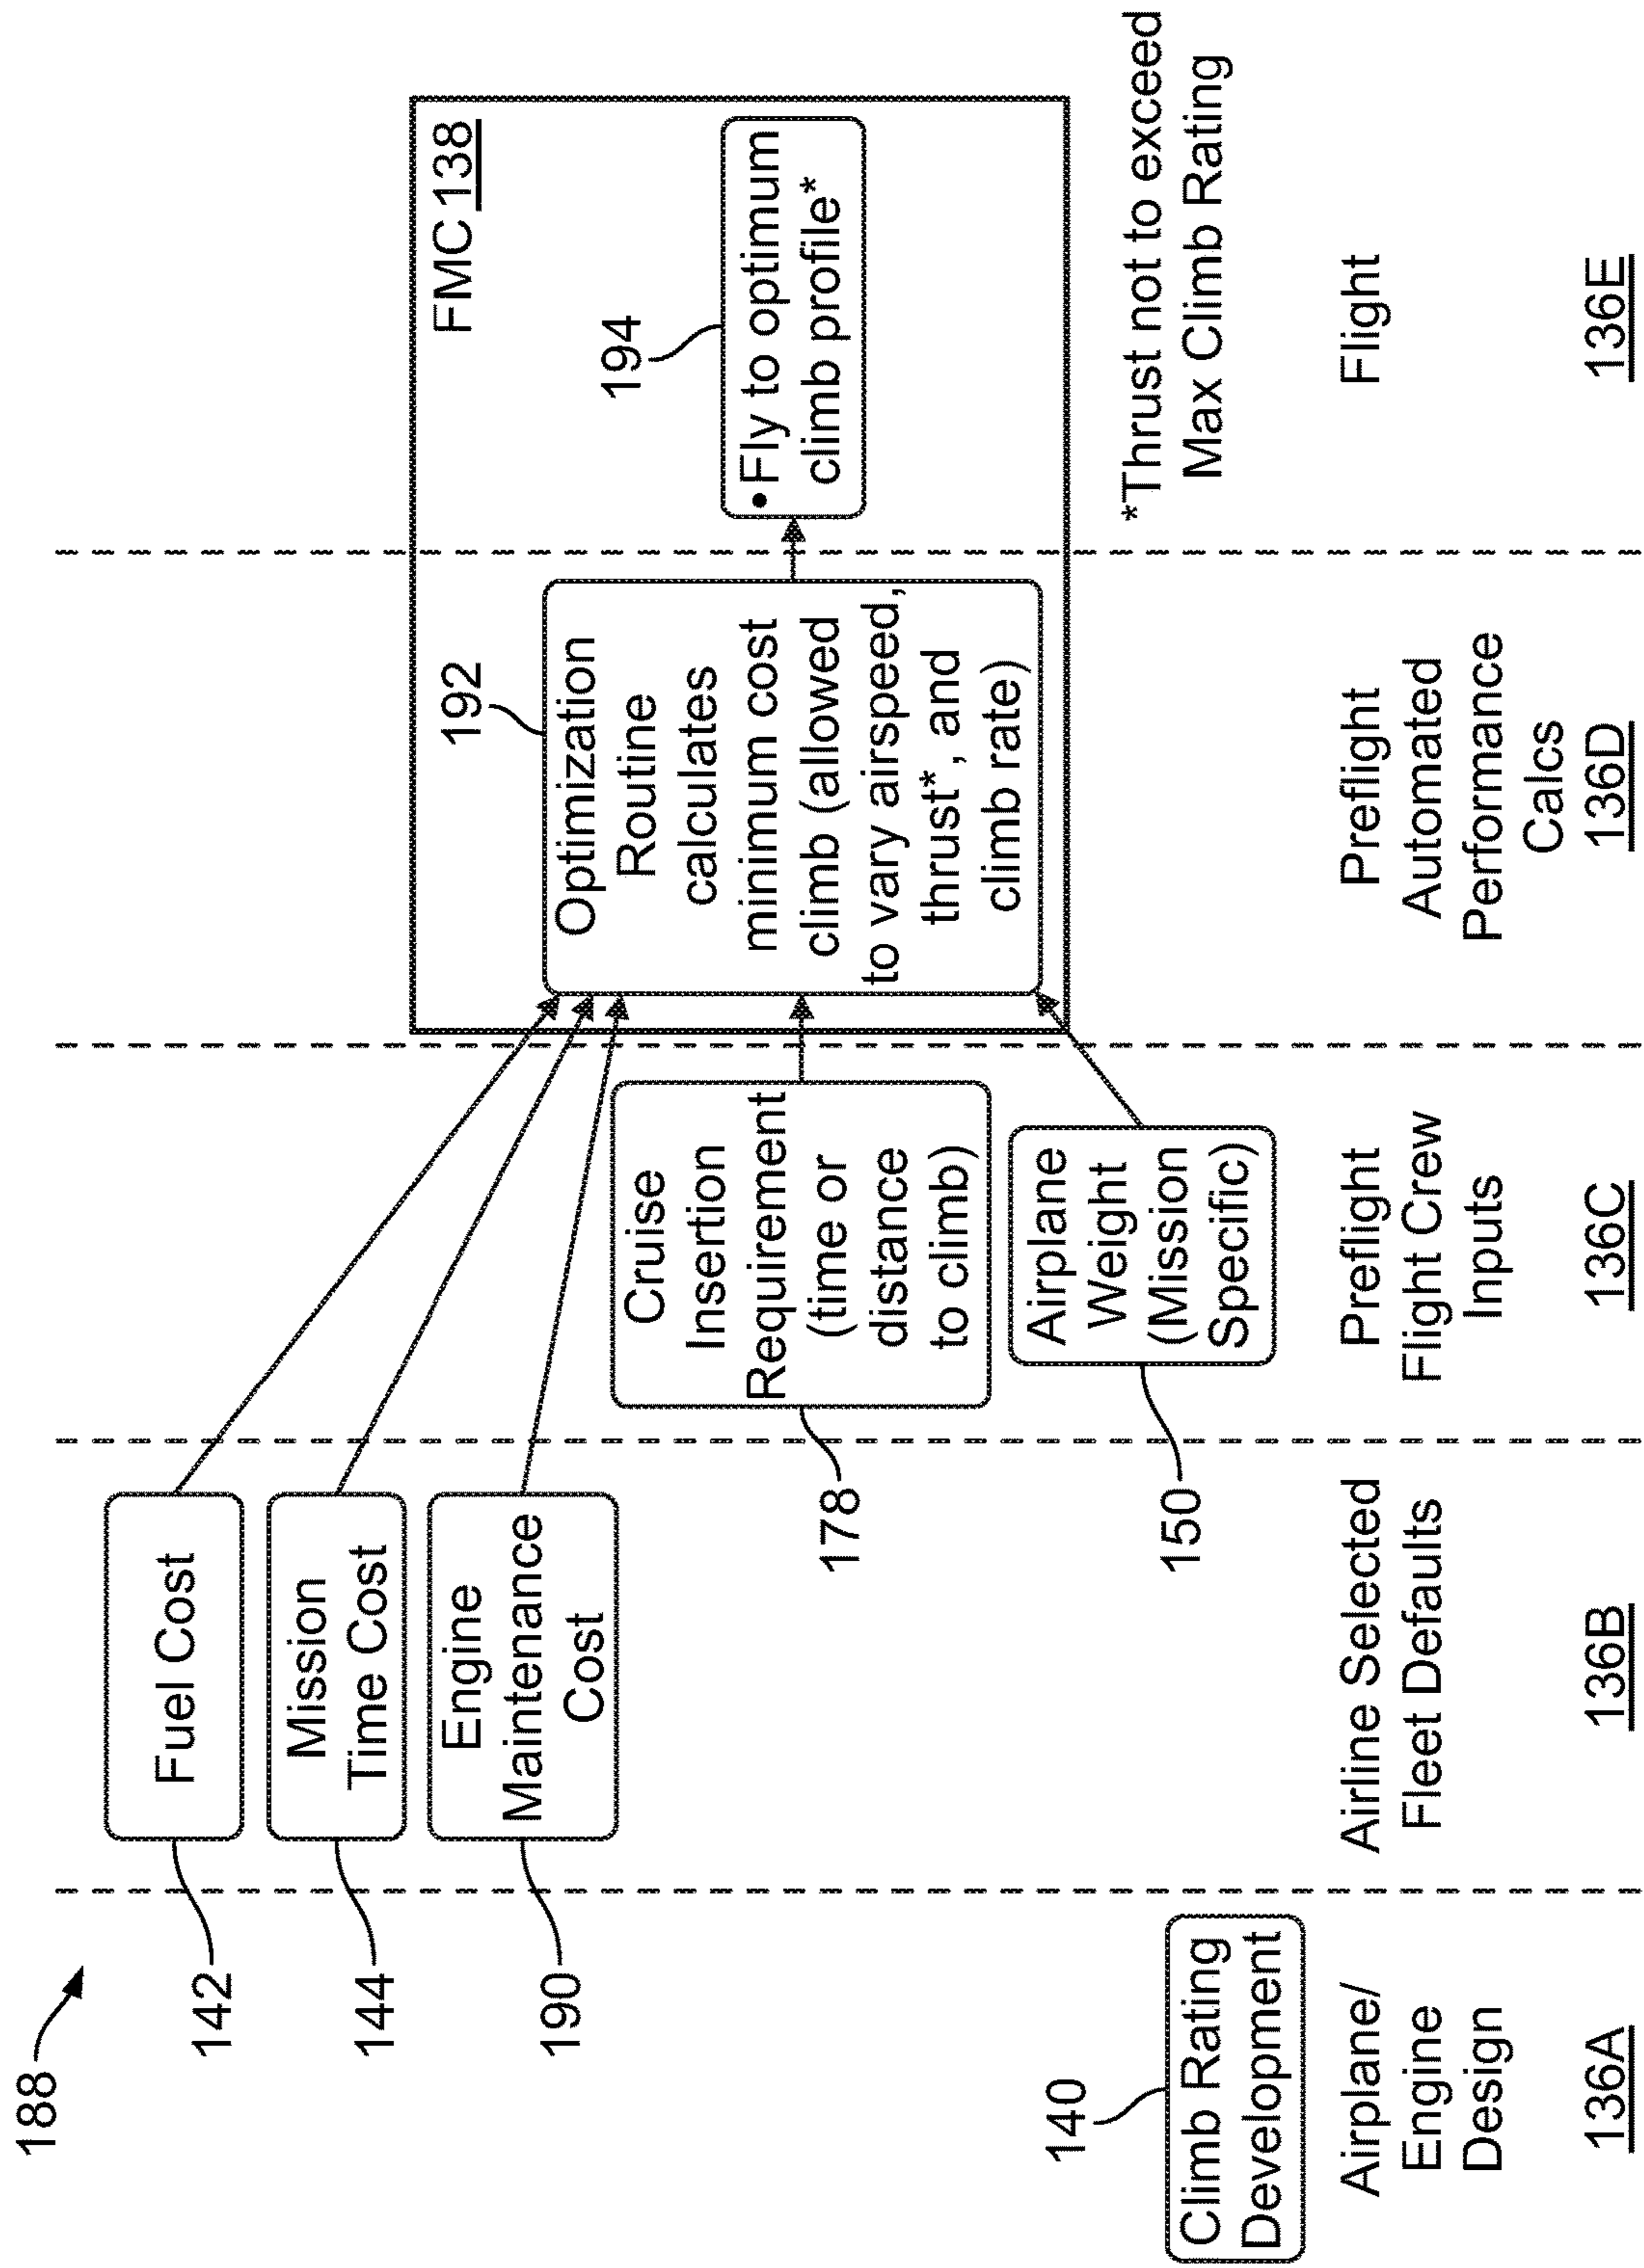 188
142
144
190
140
Climb Rating
Development
Airplane/
Engine
Design
136A
Fuel Cost
Mission
Time Cost
Engine
Maintenance
Cost
178
150
Airline Selected
Fleet Defaults
136B
Cruise
Insertion
Requirement
(time or
distance
to climb)
Airplane
Weight
(Mission
Specific)
Preflight
Flight Crew
Inputs
136C
192
Optimization
Routine
calculates
minimum cost
climb (allowed
to vary airspeed,
thrust*, and
climb rate)
Preflight
Automated
Performance
Calcs
136D
FMC 138
194
•Fly to optimum
climb profile*
*Thrust not to exceed
Max Climb Rating
Flight
136E